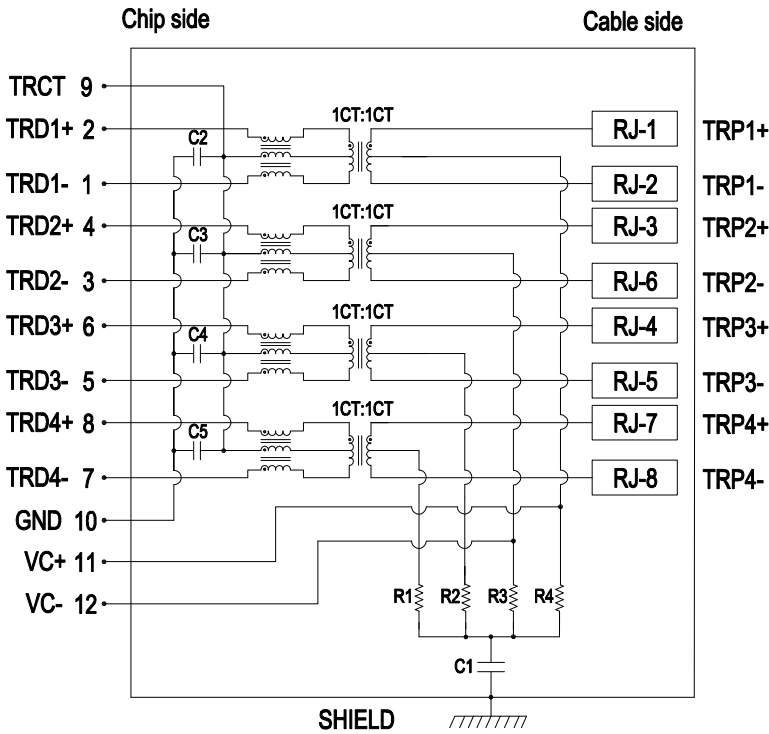 Chip side
Cable side
TRCT 9
1CT:1CT
TRD1+ 2
C2
RJ-1
TRP1+
TRD1- 1
RJ-2
TRP1-
1CT:1CT
TRD2+ 4
C3
RJ-3
TRP2+
TRD2- 3
RJ-6
TRP2-
1CT:1CT
TRD3+ 6
C4
RJ-4
TRP3+
TRD3- 5
RJ-5
TRP3-
1CT:1CT
TRD4+ 8
C5
RJ-7
TRP4+
TRD4- 7
RJ-8
TRP4-
GND 10
VC+ 11
VC- 12
R1
R2
R3
R4
C1
SHIELD